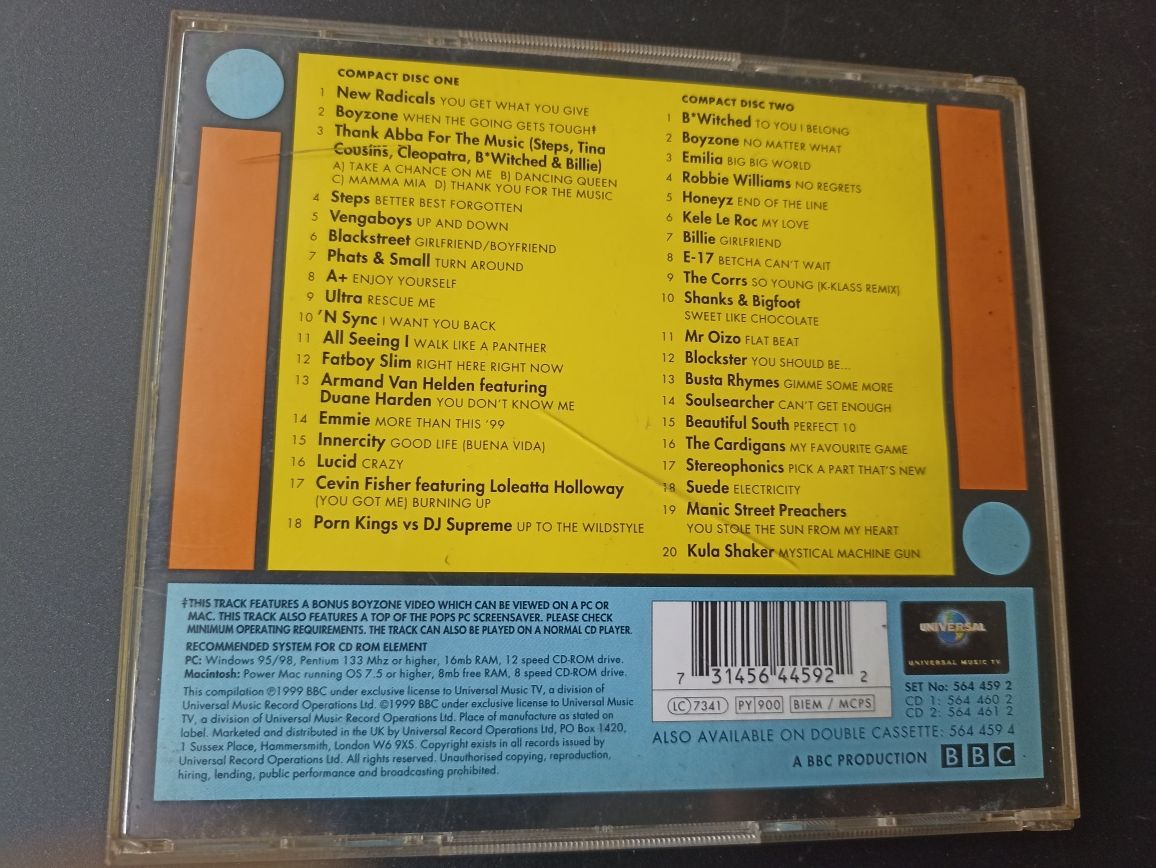 COMPACT DISC ONE
1 New Radicals YOU GET WHAT YOU GIVE
2 Boyzone WHEN THE GOING GETS TOUGH‡
3 Thank Abba For The Music (Steps, Tina
Cousins, Cleopatra, B*Witched & Billie)
A) TAKE A CHANCE ON ME B) DANCING QUEEN
C) MAMMA MIA D) THANK YOU FOR THE MUSIC
4 Steps BETTER BEST FORGOTTEN
5 Vengaboys UP AND DOWN
6 Blackstreet GIRLFRIEND/BOYFRIEND
7 Phats & Small TURN AROUND
8 A+ ENJOY YOURSELF
9 Ultra RESCUE ME
10 'N Sync I WANT YOU BACK
11 All Seeing I WALK LIKE A PANTHER
12 Fatboy Slim RIGHT HERE RIGHT NOW
13 Armand Van Helden featuring
Duane Harden YOU DON'T KNOW ME
14 Emmie MORE THAN THIS '99
15 Innercity GOOD LIFE (BUENA VIDA)
16 Lucid CRAZY
17 Cevin Fisher featuring Loleatta Holloway
(YOU GOT ME) BURNING UP
18 Porn Kings vs DJ Supreme UP TO THE WILDSTYLE
COMPACT DISC TWO
1 B*Witched TO YOU I BELONG
2 Boyzone NO MATTER WHAT
3 Emilia BIG BIG WORLD
4 Robbie Williams NO REGRETS
5 Honeyz END OF THE LINE
6 Kele Le Roc MY LOVE
7 Billie GIRLFRIEND
8 E-17 BETCHA CAN'T WAIT
9 The Corrs SO YOUNG (K-KLASS REMIX)
10 Shanks & Bigfoot
SWEET LIKE CHOCOLATE
11 Mr Oizo FLAT BEAT
12 Blockster YOU SHOULD BE...
13 Busta Rhymes GIMME SOME MORE
14 Soulsearcher CAN'T GET ENOUGH
15 Beautiful South PERFECT 10
16 The Cardigans MY FAVOURITE GAME
17 Stereophonics PICK A PART THAT'S NEW
18 Suede ELECTRICITY
19 Manic Street Preachers
YOU STOLE THE SUN FROM MY HEART
20 Kula Shaker MYSTICAL MACHINE GUN
‡THIS TRACK FEATURES A BONUS BOYZONE VIDEO WHICH CAN BE VIEWED ON A PC OR
MAC. THIS TRACK ALSO FEATURES A TOP OF THE POPS PC SCREENSAVER. PLEASE CHECK
MINIMUM OPERATING REQUIREMENTS. THE TRACK CAN ALSO BE PLAYED ON A NORMAL CD PLAYER.
RECOMMENDED SYSTEM FOR CD ROM ELEMENT
PC: Windows 95/98, Pentium 133 Mhz or higher, 16mb RAM, 12 speed CD-ROM drive.
Macintosh: Power Mac running OS 7.5 or higher, 8mb free RAM, 8 speed CD-ROM drive.
This compilation ℗1999 BBC under exclusive license to Universal Music TV, a division of
Universal Music Record Operations Ltd. ©1999 BBC under exclusive license to Universal Music
TV, a division of Universal Music Record Operations Ltd. Place of manufacture as stated on
label. Marketed and distributed in the UK by Universal Record Operations Ltd, PO Box 1420,
1 Sussex Place, Hammersmith, London W6 9XS. Copyright exists in all records issued by
Universal Record Operations Ltd. All rights reserved. Unauthorised copying, reproduction,
hiring, lending, public performance and broadcasting prohibited.
7 31456 44592 2
LC 7341 PY 900 BIEM / MCPS
UNIVERSAL
UNIVERSAL MUSIC TV
SET No: 564 459 2
CD 1: 564 460 2
CD 2: 564 461 2
ALSO AVAILABLE ON DOUBLE CASSETTE: 564 459 4
A BBC PRODUCTION BBC